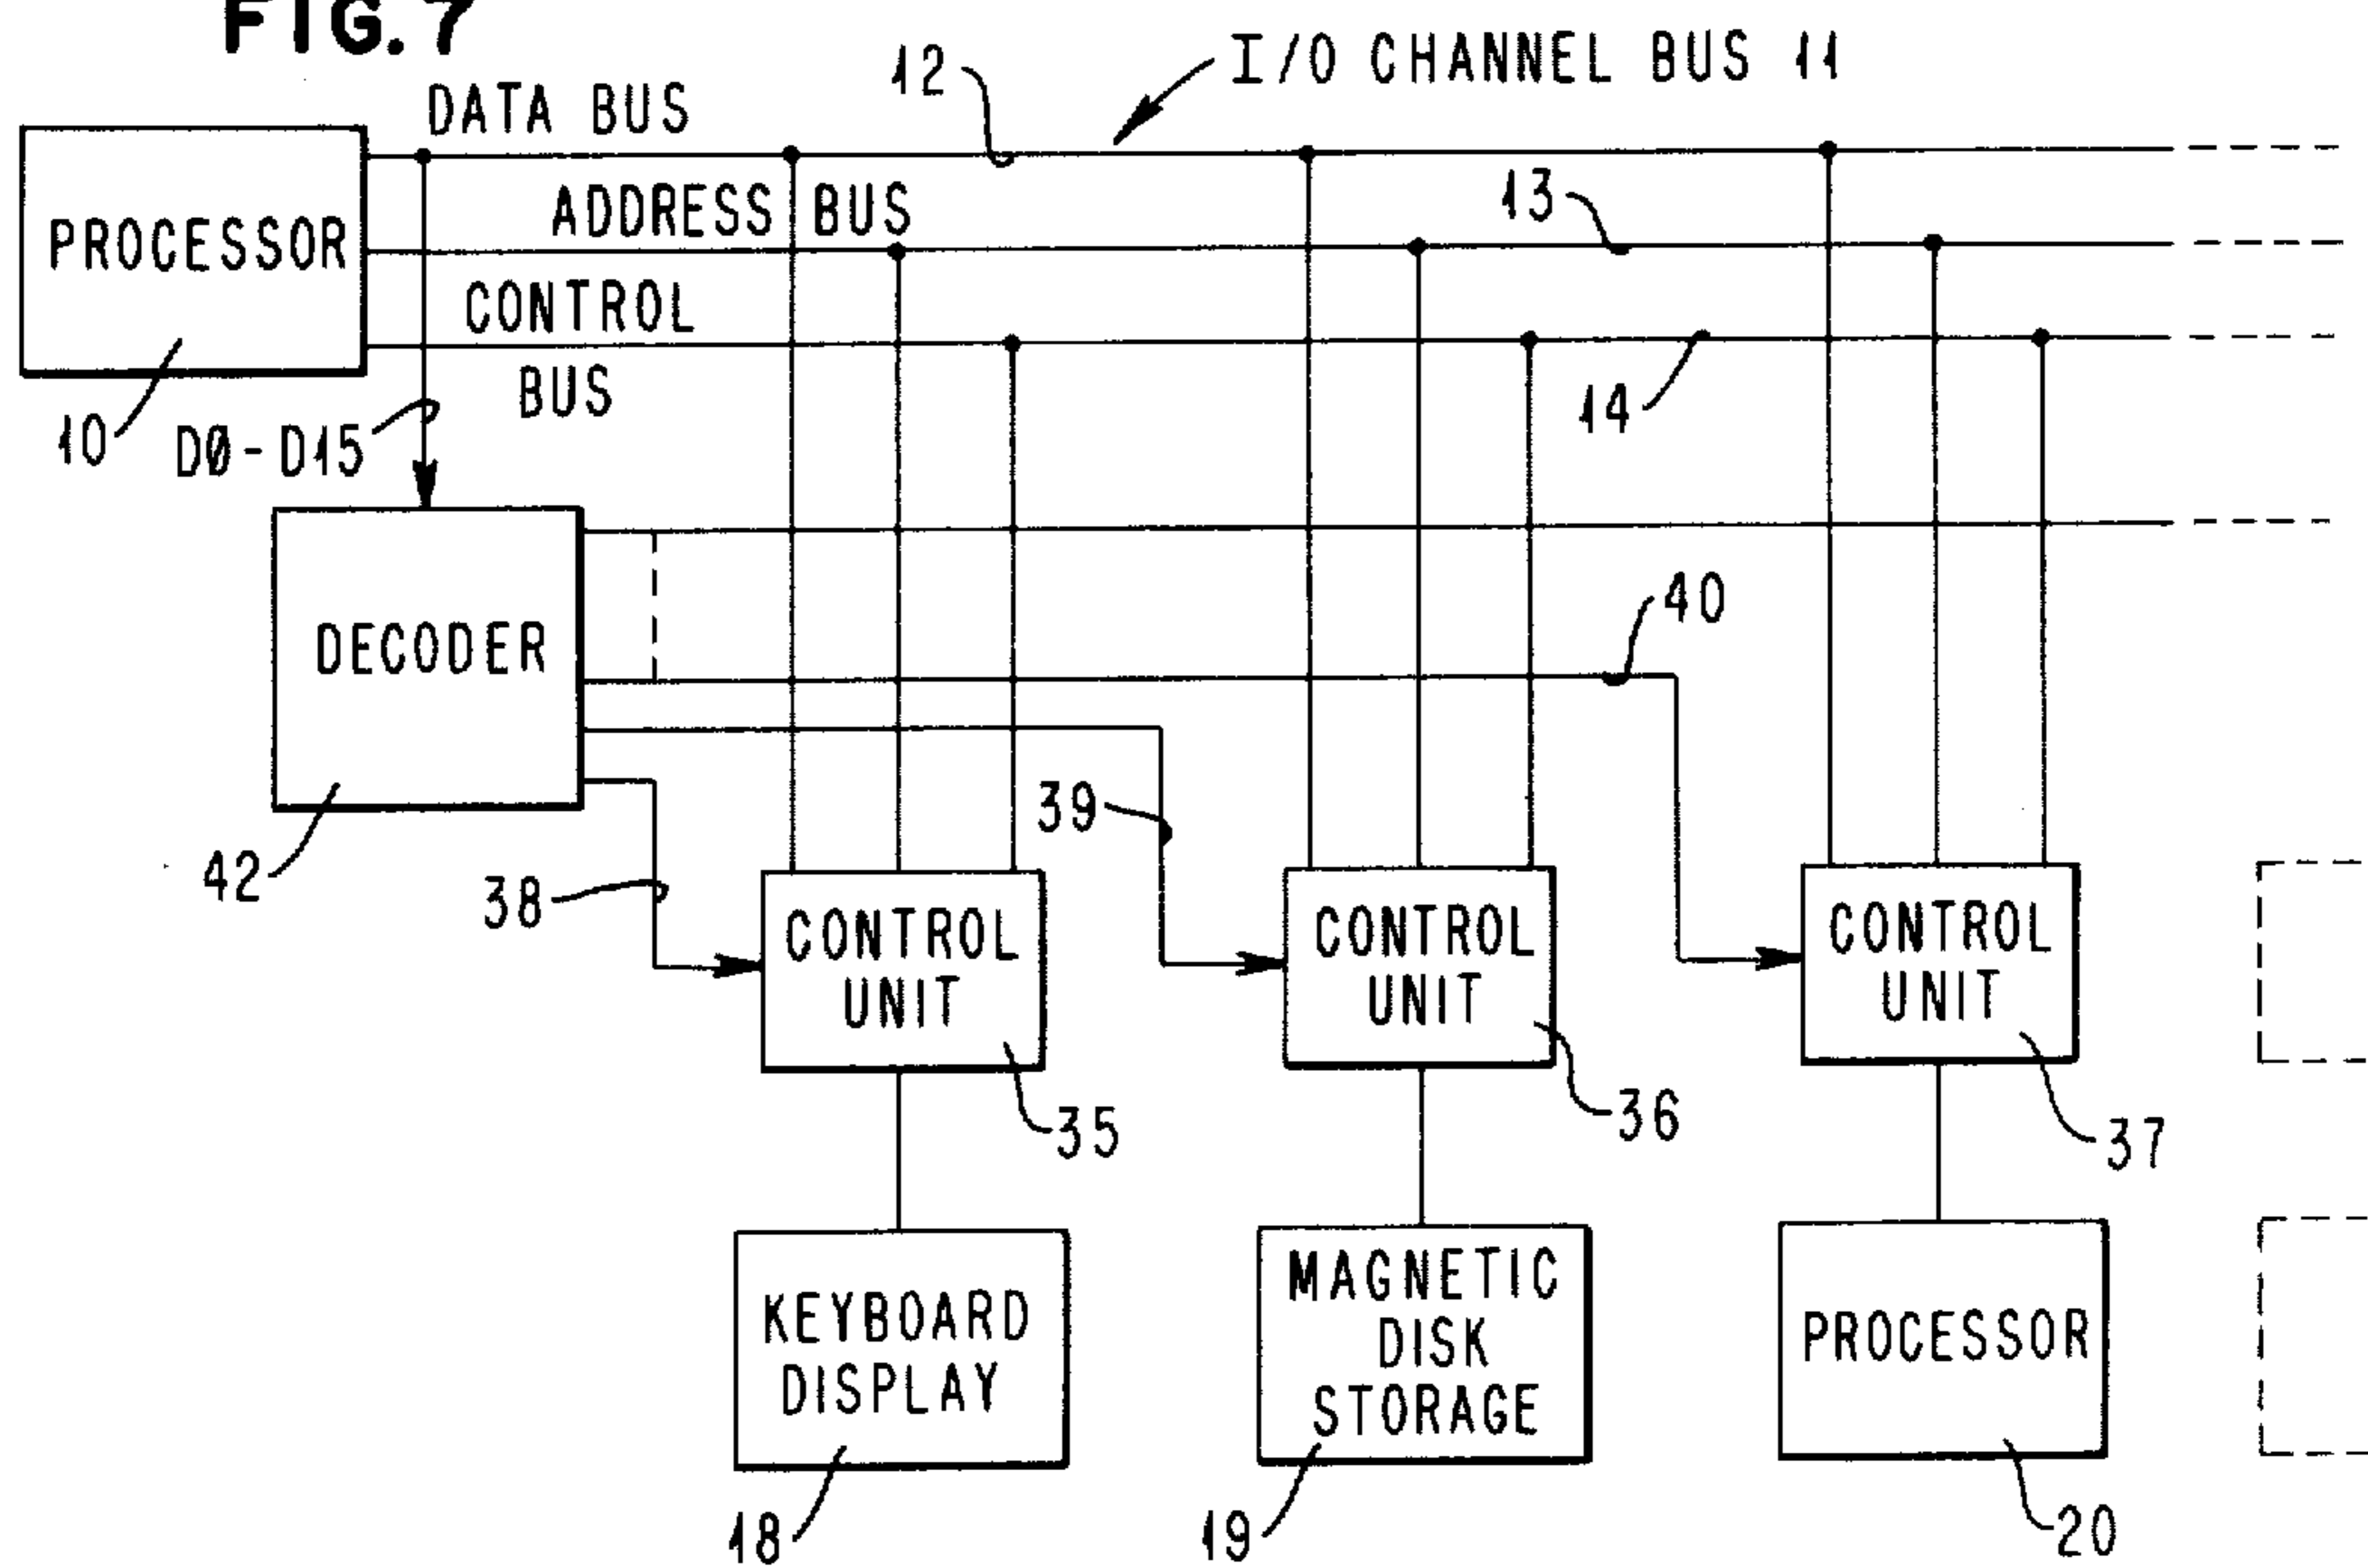 FIG. 7
I/O CHANNEL BUS 11
12
DATA BUS
13
ADDRESS BUS
PROCESSOR
CONTROL
BUS
14
10
DØ-D15
40
DECODER
39
42
38
CONTROL
UNIT
CONTROL
UNIT
CONTROL
UNIT
35
36
37
KEYBOARD
DISPLAY
MAGNETIC
DISK
STORAGE
PROCESSOR
18
19
20